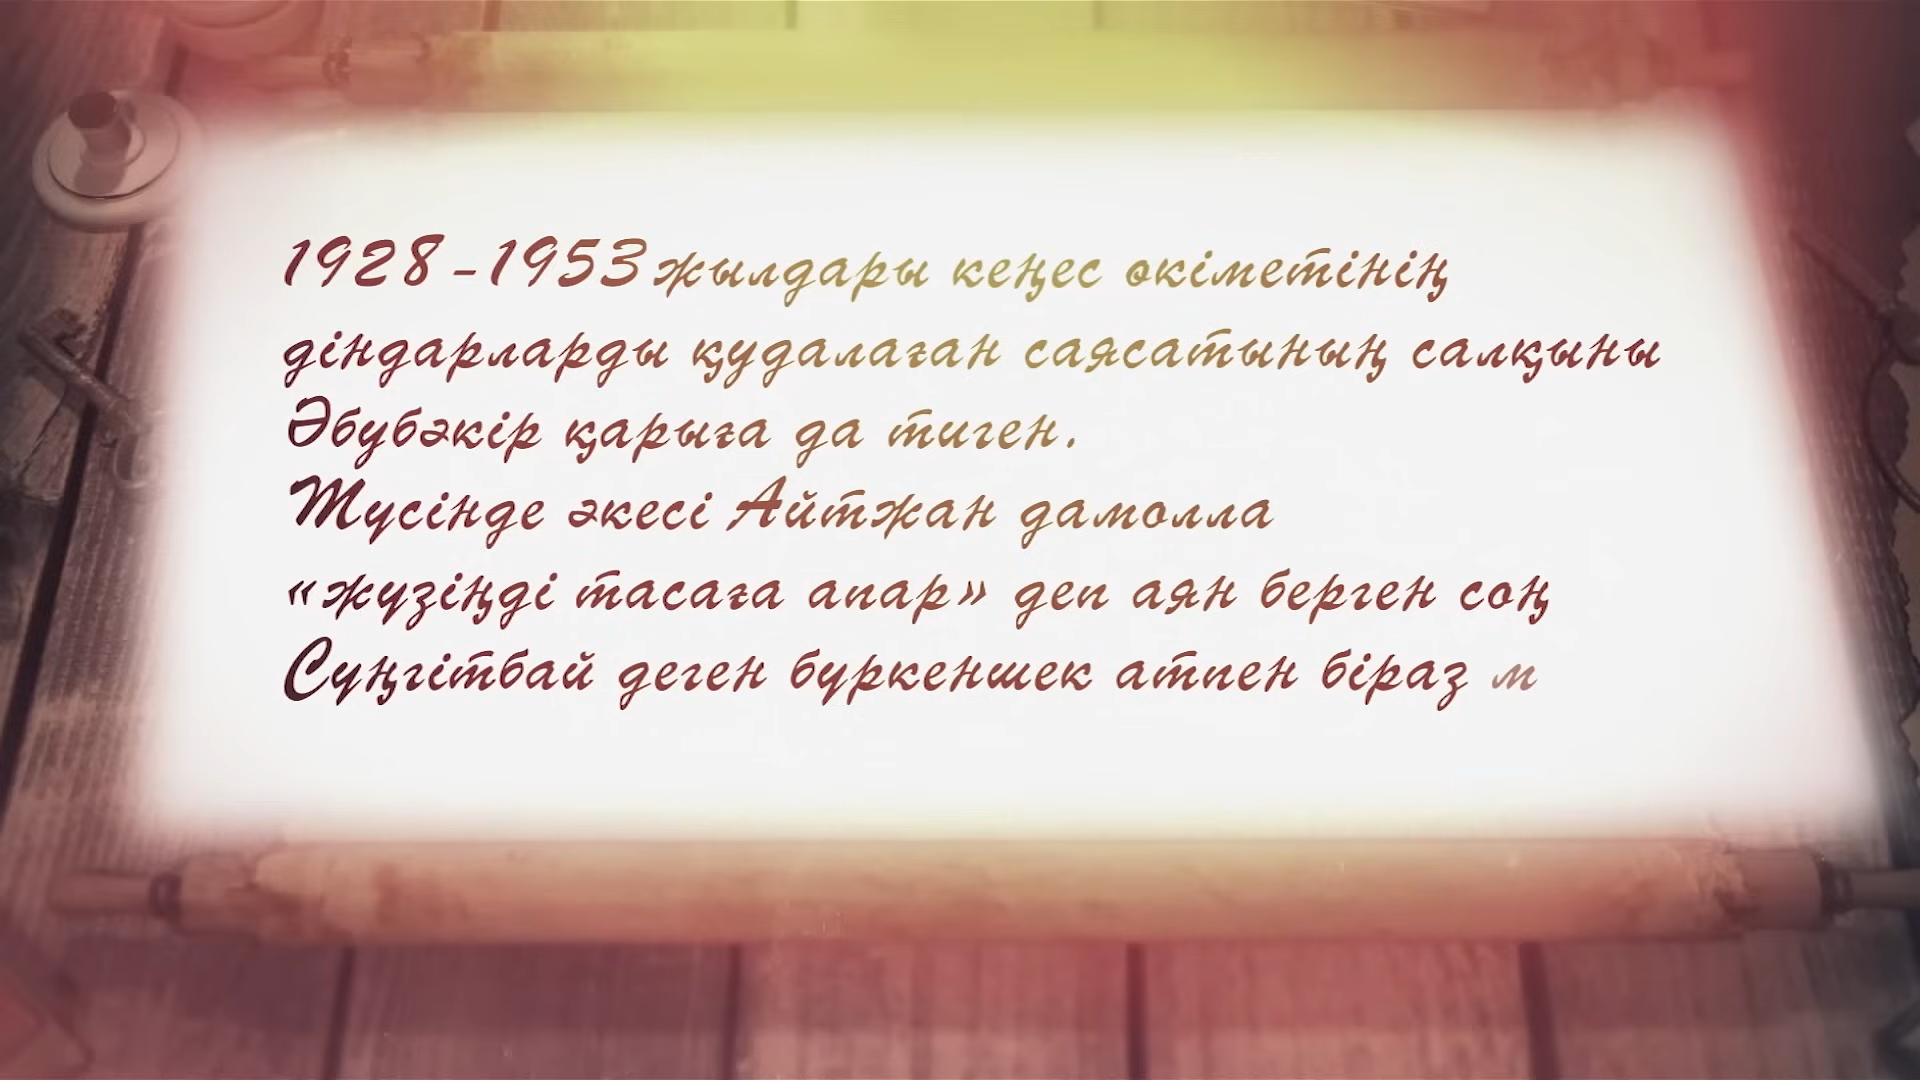 1928-1953 жылдары кеңес өкіметінің
діндарларды қудалаған саясатының салқыны
Әбубәкір қарыға да тиген.
Түсінде әкесі Айтжан дамолла
«жүзіңді тасаға апар» деп аян берген соң
Сүңгітбай деген бүркеншек атпен біраз м